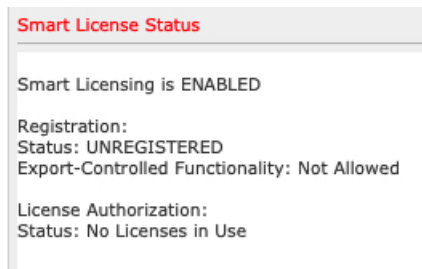 Smart License Status
Smart Licensing is ENABLED
Registration:
Status: UNREGISTERED
Export-Controlled Functionality: Not Allowed
License Authorization:
Status: No Licenses in Use